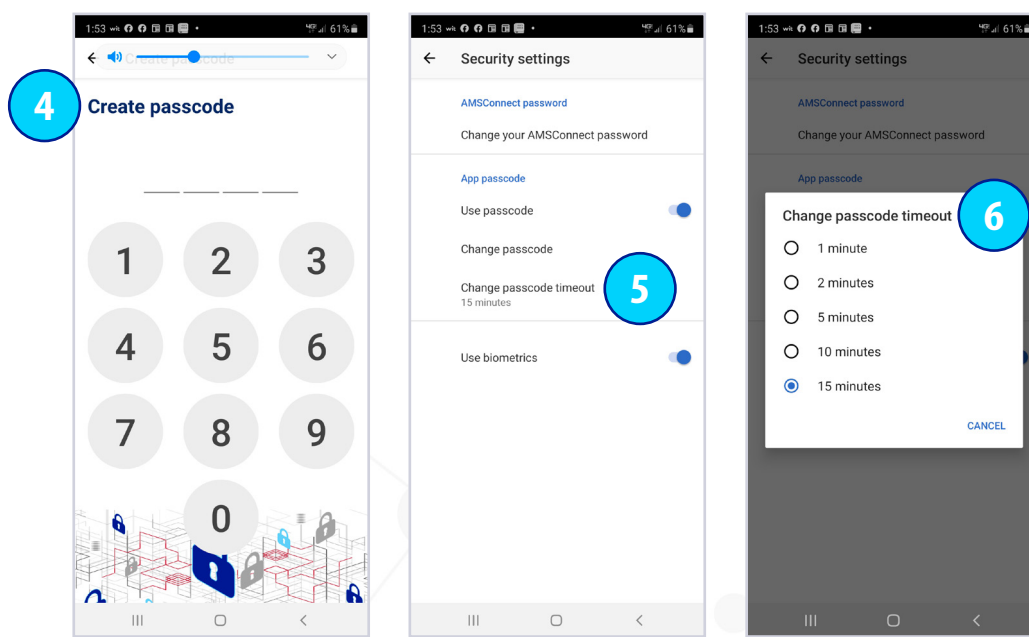 1:53 61%
Create passcode
4
Create passcode
1 2 3
4 5 6
7 8 9
0
1:53 61%
Security settings
AMSConnect password
Change your AMSConnect password
App passcode
Use passcode
Change passcode
Change passcode timeout
15 minutes
5
Use biometrics
1:53 61%
Security settings
AMSConnect password
Change your AMSConnect password
App passcode
Change passcode timeout
6
1 minute
2 minutes
5 minutes
10 minutes
15 minutes
CANCEL